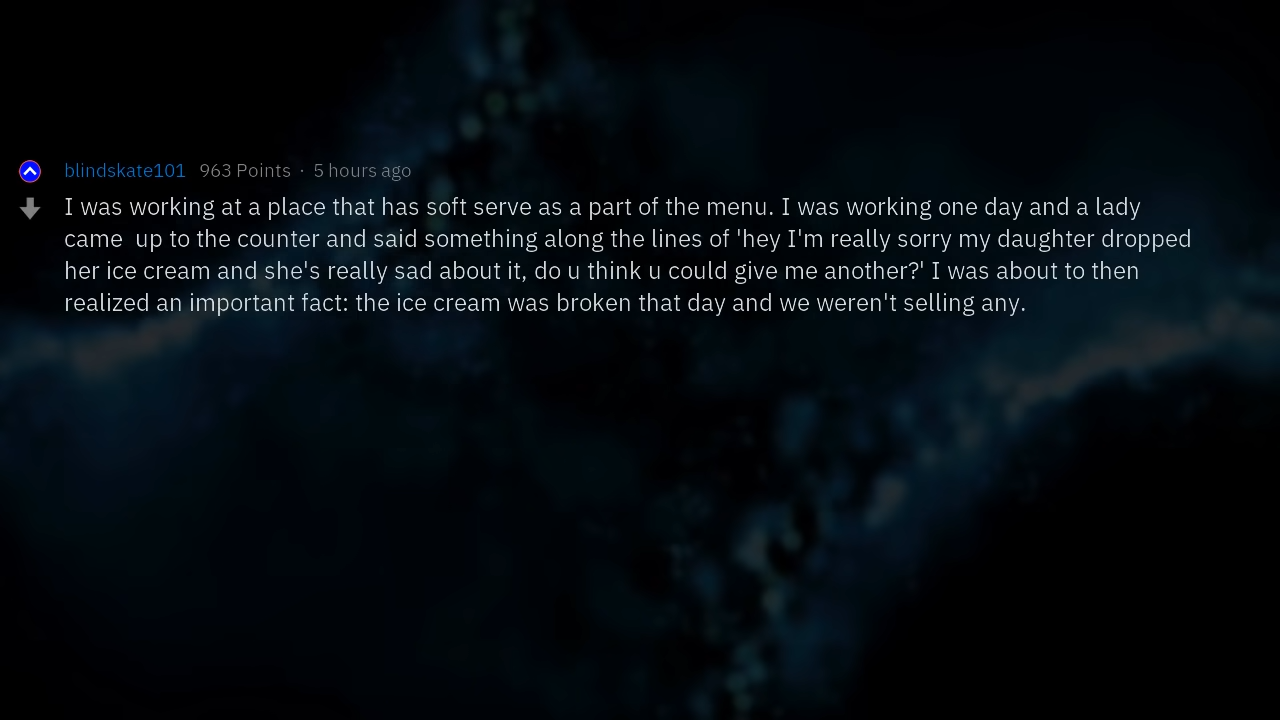 blindskate101 963 Points · 5 hours ago
I was working at a place that has soft serve as a part of the menu. I was working one day and a lady
came  up to the counter and said something along the lines of 'hey I'm really sorry my daughter dropped
her ice cream and she's really sad about it, do u think u could give me another?' I was about to then
realized an important fact: the ice cream was broken that day and we weren't selling any.